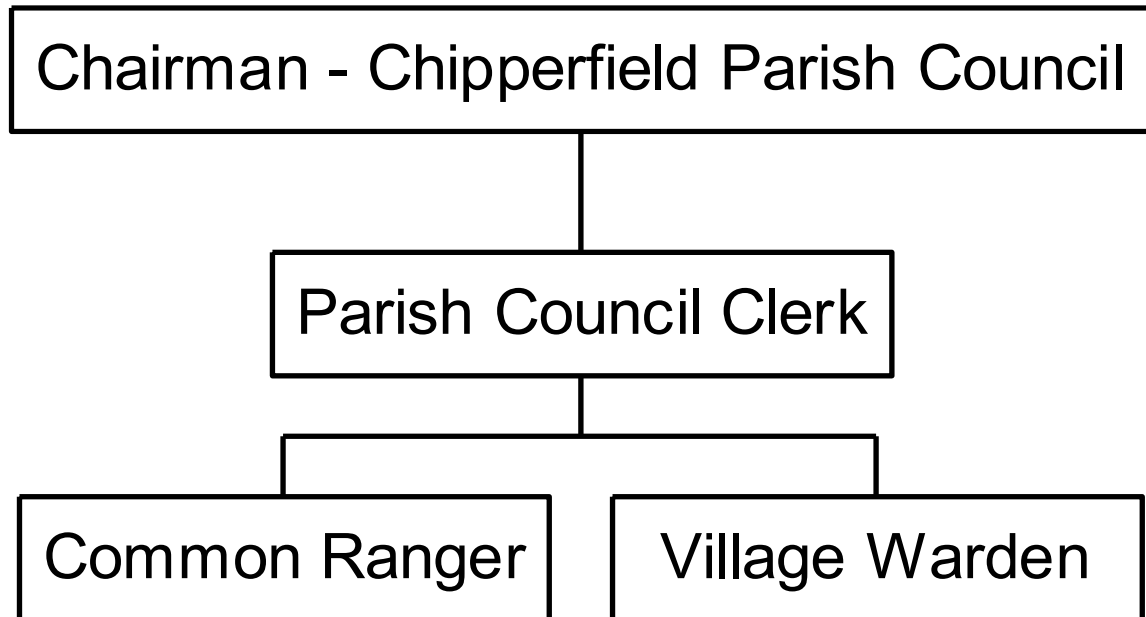 Chairman - Chipperfield Parish Council
Parish Council Clerk
Common Ranger
Village Warden